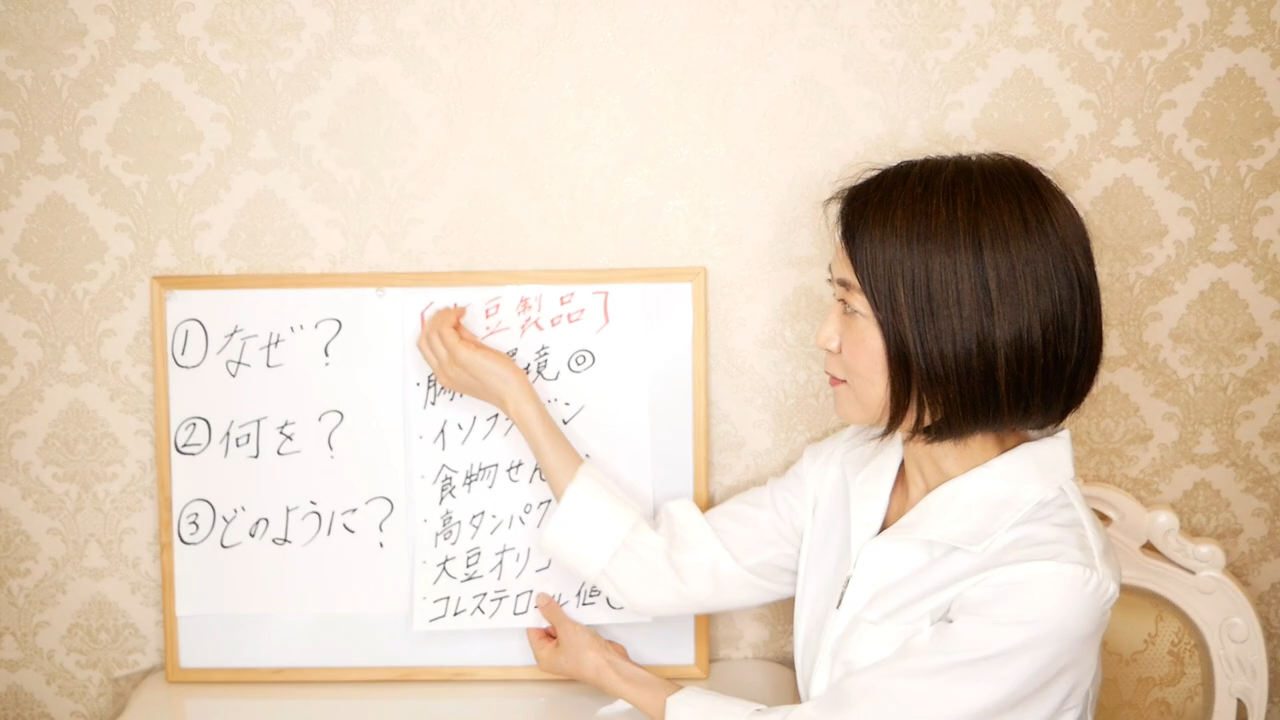 ①なぜ？
②何を？
③どのように？
豆製品]
境◎
・イソフ
・食物せん
・高タンパク
・大豆オリゴ
・コレステロール低